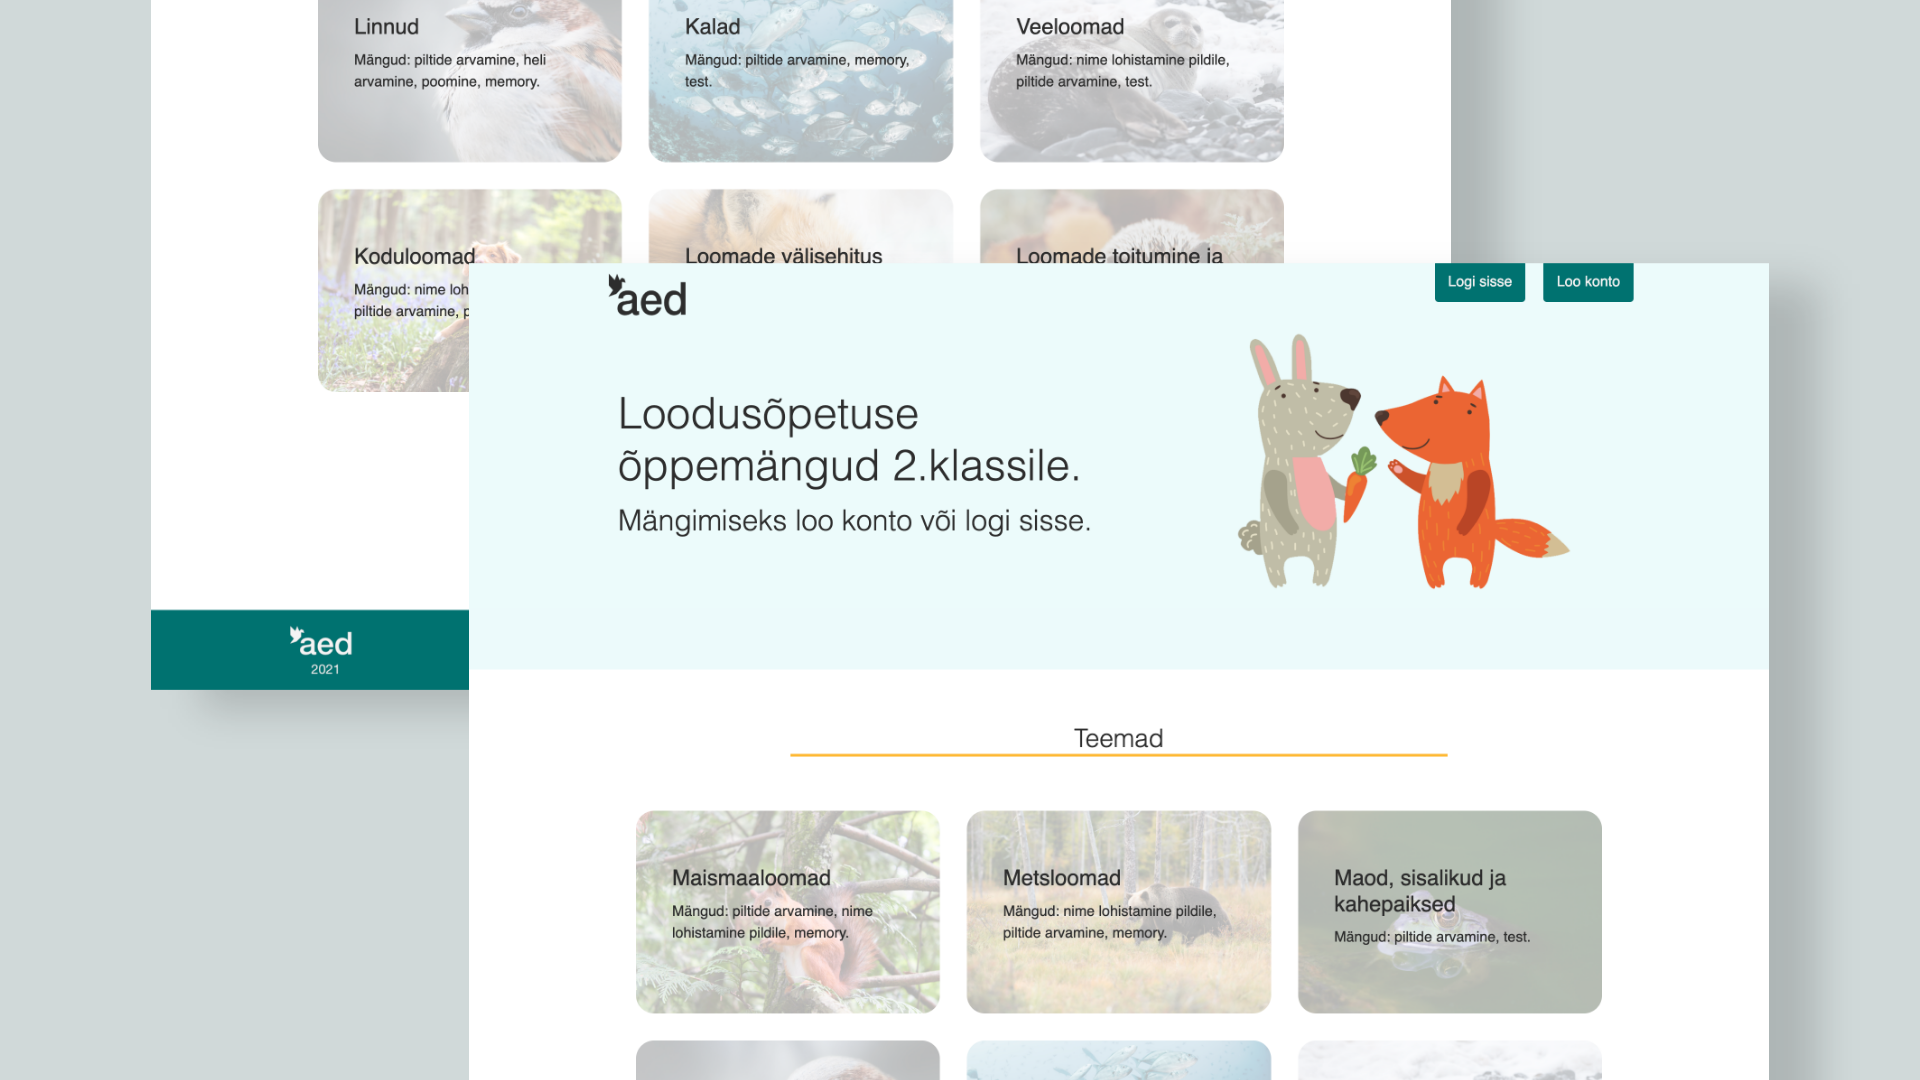 Linnud
Mängud: piltide arvamine, heli
arvamine, poomine, memory.
Kalad
Mängud: piltide arvamine, memory,
test.
Veeloomad
Mängud: nime lohistamine pildile,
piltide arvamine, test.
Koduloomad
Mängud: nime
piltide arvamine,
Loomade välisehitus
Loomade toitumine ja
aed
2021
aed
Logi sisse
Loo konto
Loodusõpetuse
õppemängud 2.klassile.
Mängimiseks loo konto või logi sisse.
Teemad
Maismaaloomad
Mängud: piltide arvamine, nime
lohistamine pildile, memory.
Metsloomad
Mängud: nime lohistamine pildile,
piltide arvamine, memory.
Maod, sisalikud ja
kahepaiksed
Mängud: piltide arvamine, test.